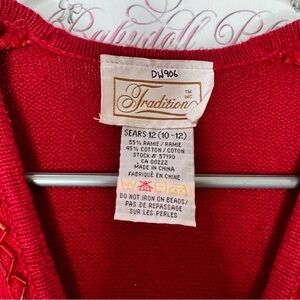 Babydoll
DW906
Tradition
TM
MC
SEARS 12 (10-12)
55% RAMIE / RAMIE
45% COTTON / COTON
STOCK # 57190
CA 00222
MADE IN CHINA
FABRIQUÉ EN CHINE
DO NOT IRON ON BEADS/
PAS DE REPASSAGE
SUR LES PERLES